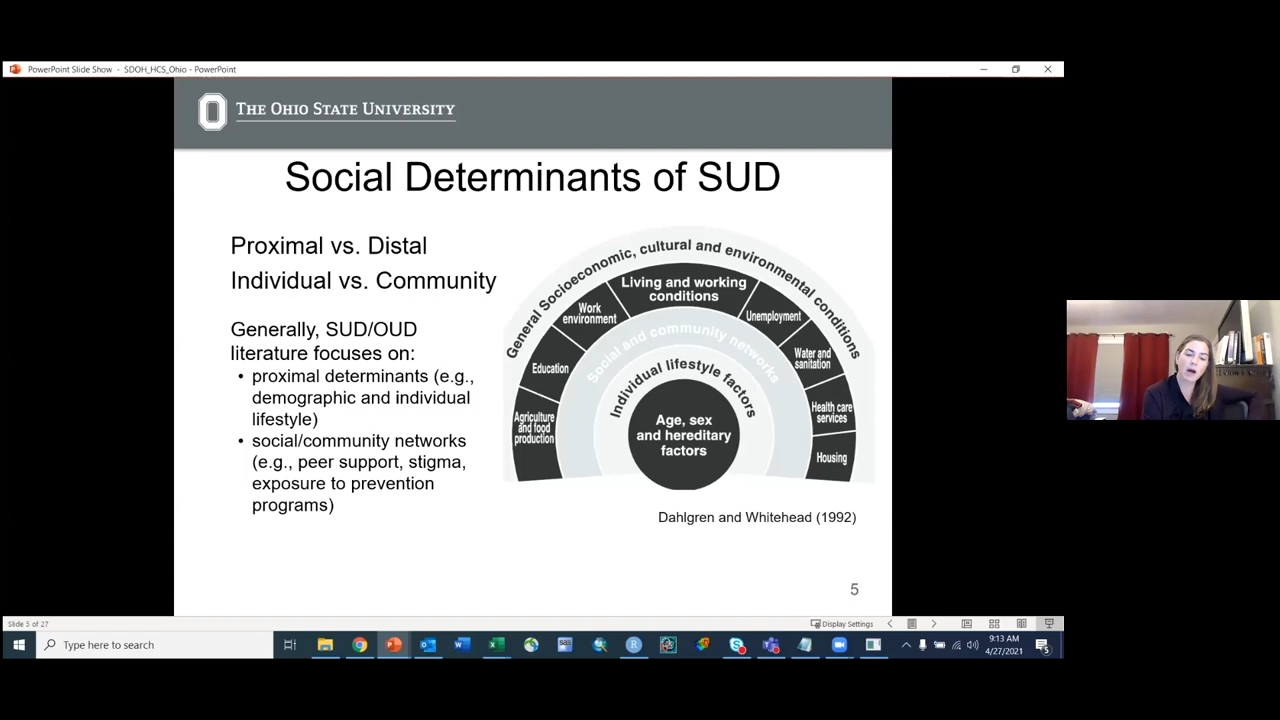 PowerPoint Slide Show - SDOH_HCS_Ohio - PowerPoint
THE OHIO STATE UNIVERSITY
Social Determinants of SUD
Proximal vs. Distal
Individual vs. Community
Generally, SUD/OUD
literature focuses on:
• proximal determinants (e.g.,
demographic and individual
lifestyle)
• social/community networks
(e.g., peer support, stigma,
exposure to prevention
programs)
General Socioeconomic, cultural and environmental conditions
Living and working
conditions
Work
environment
Unemployment
Education
Water and
sanitation
Agriculture
and food
production
Health care
services
Housing
Social and community networks
Individual lifestyle factors
Age, sex
and hereditary
factors
Dahlgren and Whitehead (1992)
5
Slide 5 of 27
Display Settings
Type here to search
9:13 AM
4/27/2021
5